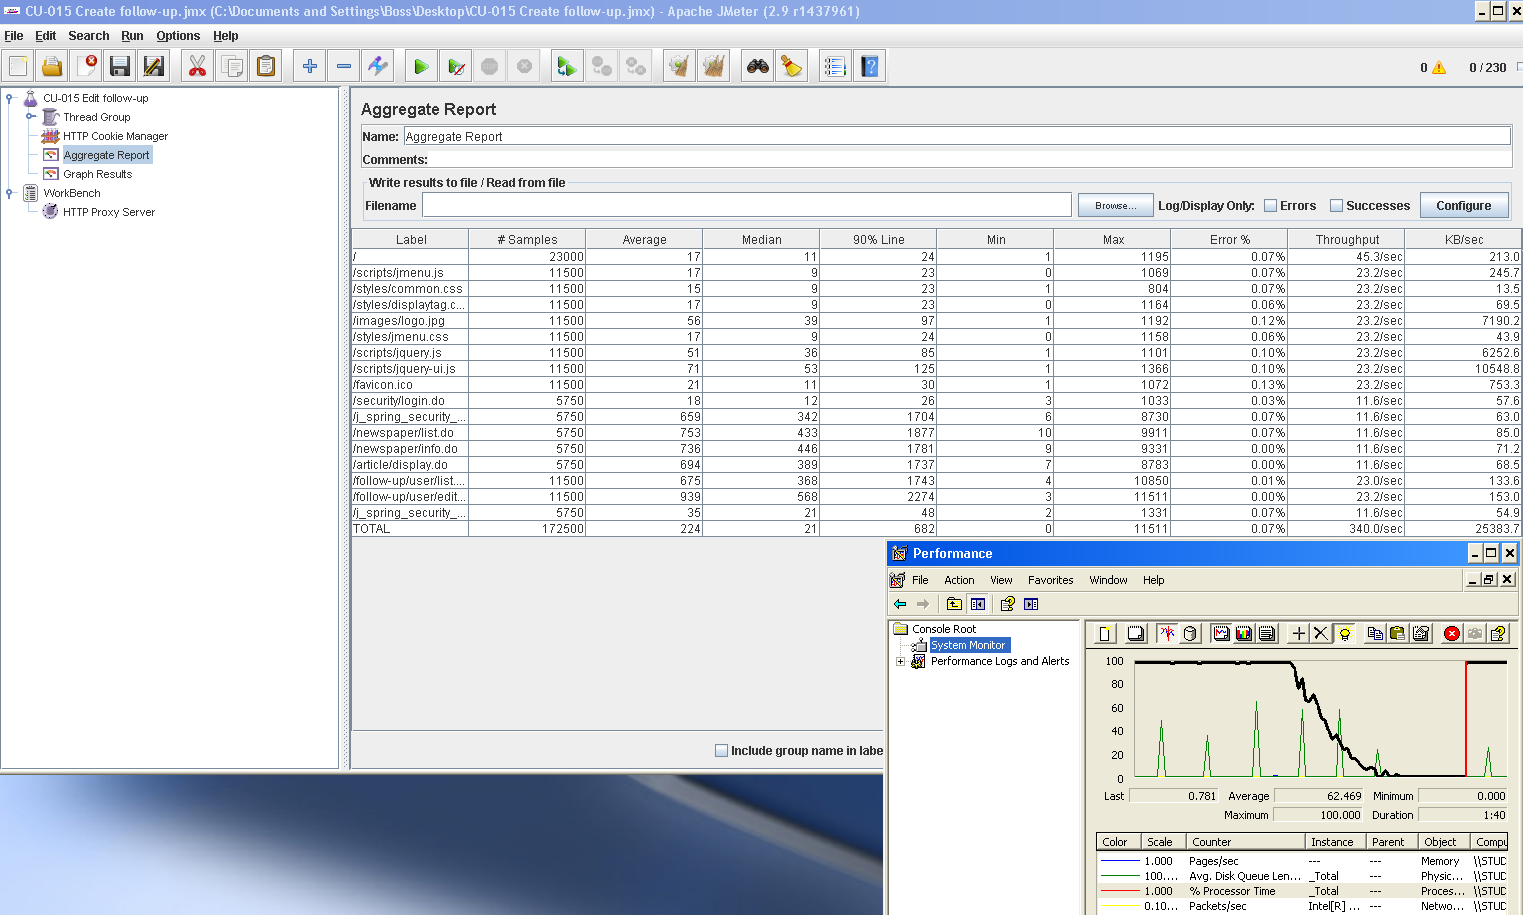 CU-015 Create follow-up.jmx (C:\Documents and Settings\Boss\Desktop\CU-015 Create follow-up.jmx) - Apache JMeter (2.9 r1437961)
File Edit Search Run Options Help
0 0 / 230
CU-015 Edit follow-up
Thread Group
HTTP Cookie Manager
Aggregate Report
Graph Results
WorkBench
HTTP Proxy Server
Aggregate Report
Name: Aggregate Report
Comments:
Write results to file / Read from file
Filename Browse... Log/Display Only: Errors Successes Configure
Label # Samples Average Median 90% Line Min Max Error % Throughput KB/sec
/ 23000 17 11 24 1 1195 0.07% 45.3/sec 213.0
/scripts/jmenu.js 11500 17 9 23 0 1069 0.07% 23.2/sec 245.7
/styles/common.css 11500 15 9 23 1 804 0.07% 23.2/sec 13.5
/styles/displaytag.c... 11500 17 9 23 0 1164 0.06% 23.2/sec 69.5
/images/logo.jpg 11500 56 39 97 1 1192 0.12% 23.2/sec 7190.2
/styles/jmenu.css 11500 17 9 24 0 1158 0.06% 23.2/sec 43.9
/scripts/jquery.js 11500 51 36 85 1 1101 0.10% 23.2/sec 6252.6
/scripts/jquery-ui.js 11500 71 53 125 1 1366 0.10% 23.2/sec 10548.8
/favicon.ico 11500 21 11 30 1 1072 0.13% 23.2/sec 753.3
/security/login.do 5750 18 12 26 3 1033 0.03% 11.6/sec 57.6
/j_spring_security_... 5750 659 342 1704 6 8730 0.07% 11.6/sec 63.0
/newspaper/list.do 5750 753 433 1877 10 9911 0.07% 11.6/sec 85.0
/newspaper/info.do 5750 736 446 1781 9 9331 0.00% 11.6/sec 71.2
/article/display.do 5750 694 389 1737 7 8783 0.00% 11.6/sec 68.5
/follow-up/user/list.... 11500 675 368 1743 4 10850 0.01% 23.2/sec 133.6
/follow-up/user/edit... 11500 939 568 2274 3 11511 0.00% 23.0/sec 153.0
/j_spring_security_... 5750 35 21 48 2 1331 0.07% 11.6/sec 54.9
TOTAL 172500 224 21 682 0 11511 0.07% 340.0/sec 25383.7
Include group name in labe
Performance
File Action View Favorites Window Help
Console Root
System Monitor
Performance Logs and Alerts
100
80
60
40
20
0
Last 0.781 Average 62.469 Minimum 0.000
Maximum 100.000 Duration 1:40
Color Scale Counter Instance Parent Object Compu
1.000 Pages/sec --- --- Memory \\STUD
100.... Avg. Disk Queue Len... _Total --- Physic... \\STUD
1.000 % Processor Time _Total --- Proces... \\STUD
0.10... Packets/sec Intel[R] ... --- Netwo... \\STUD